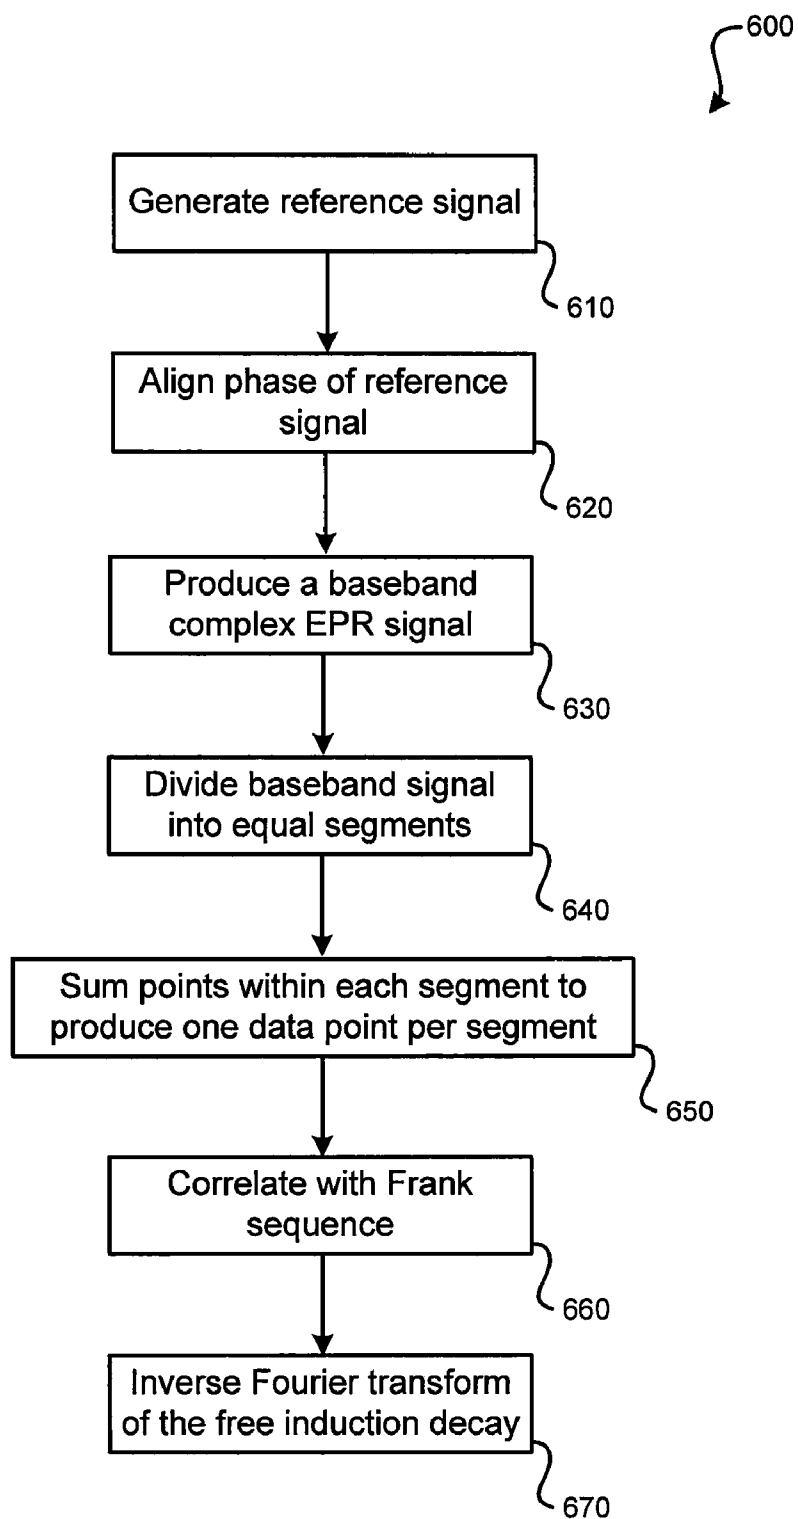 600
Generate reference signal
610
Align phase of reference
signal
620
Produce a baseband
complex EPR signal
630
Divide baseband signal
into equal segments
640
Sum points within each segment to
produce one data point per segment
650
Correlate with Frank
sequence
660
Inverse Fourier transform
of the free induction decay
670